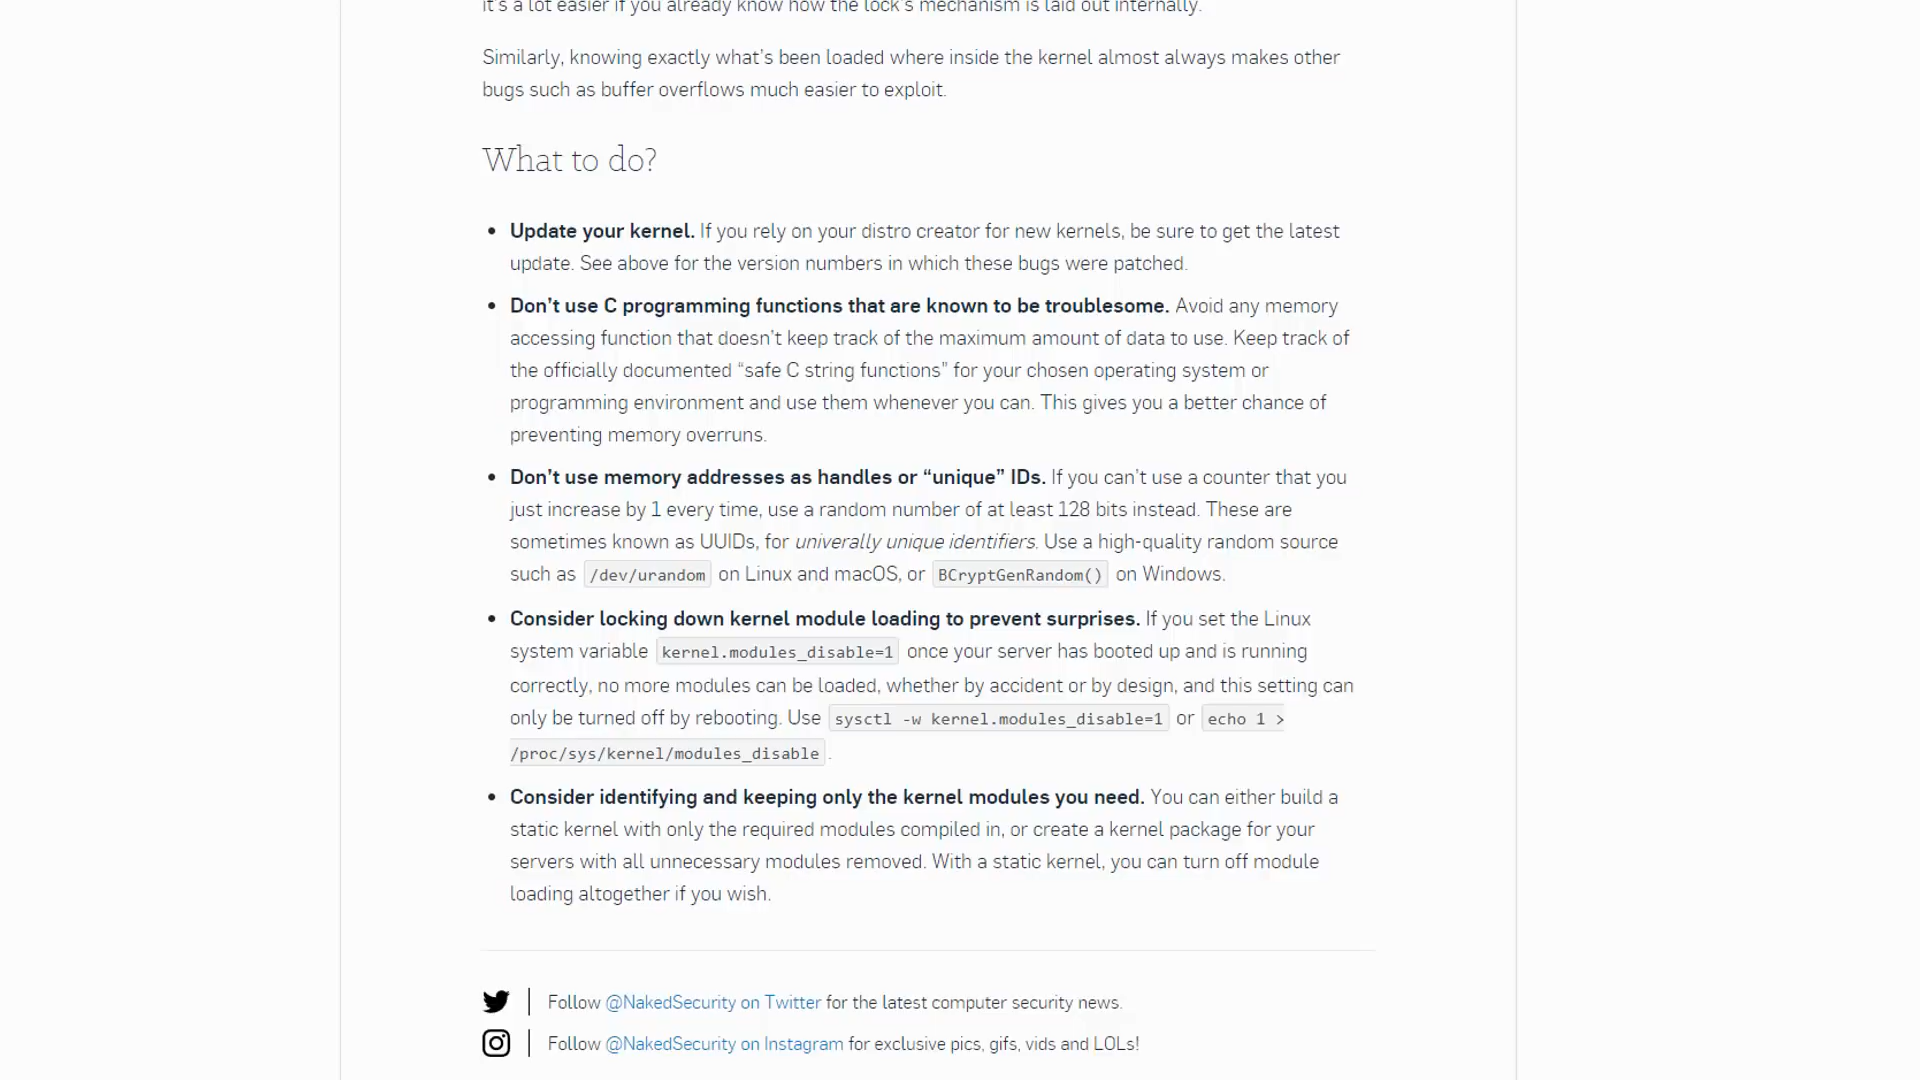 it's a lot easier if you already know how the lock's mechanism is laid out internally.
Similarly, knowing exactly what's been loaded where inside the kernel almost always makes other
bugs such as buffer overflows much easier to exploit.
What to do?
• Update your kernel. If you rely on your distro creator for new kernels, be sure to get the latest
update. See above for the version numbers in which these bugs were patched.
• Don't use C programming functions that are known to be troublesome. Avoid any memory
accessing function that doesn't keep track of the maximum amount of data to use. Keep track of
the officially documented “safe C string functions” for your chosen operating system or
programming environment and use them whenever you can. This gives you a better chance of
preventing memory overruns.
• Don't use memory addresses as handles or “unique” IDs. If you can't use a counter that you
just increase by 1 every time, use a random number of at least 128 bits instead. These are
sometimes known as UUIDs, for univerally unique identifiers. Use a high-quality random source
such as /dev/urandom on Linux and macOS, or BCryptGenRandom() on Windows.
• Consider locking down kernel module loading to prevent surprises. If you set the Linux
system variable kernel.modules_disable=1 once your server has booted up and is running
correctly, no more modules can be loaded, whether by accident or by design, and this setting can
only be turned off by rebooting. Use sysctl -w kernel.modules_disable=1 or echo 1 >
/proc/sys/kernel/modules_disable.
• Consider identifying and keeping only the kernel modules you need. You can either build a
static kernel with only the required modules compiled in, or create a kernel package for your
servers with all unnecessary modules removed. With a static kernel, you can turn off module
loading altogether if you wish.
Follow @NakedSecurity on Twitter for the latest computer security news.
Follow @NakedSecurity on Instagram for exclusive pics, gifs, vids and LOLs!